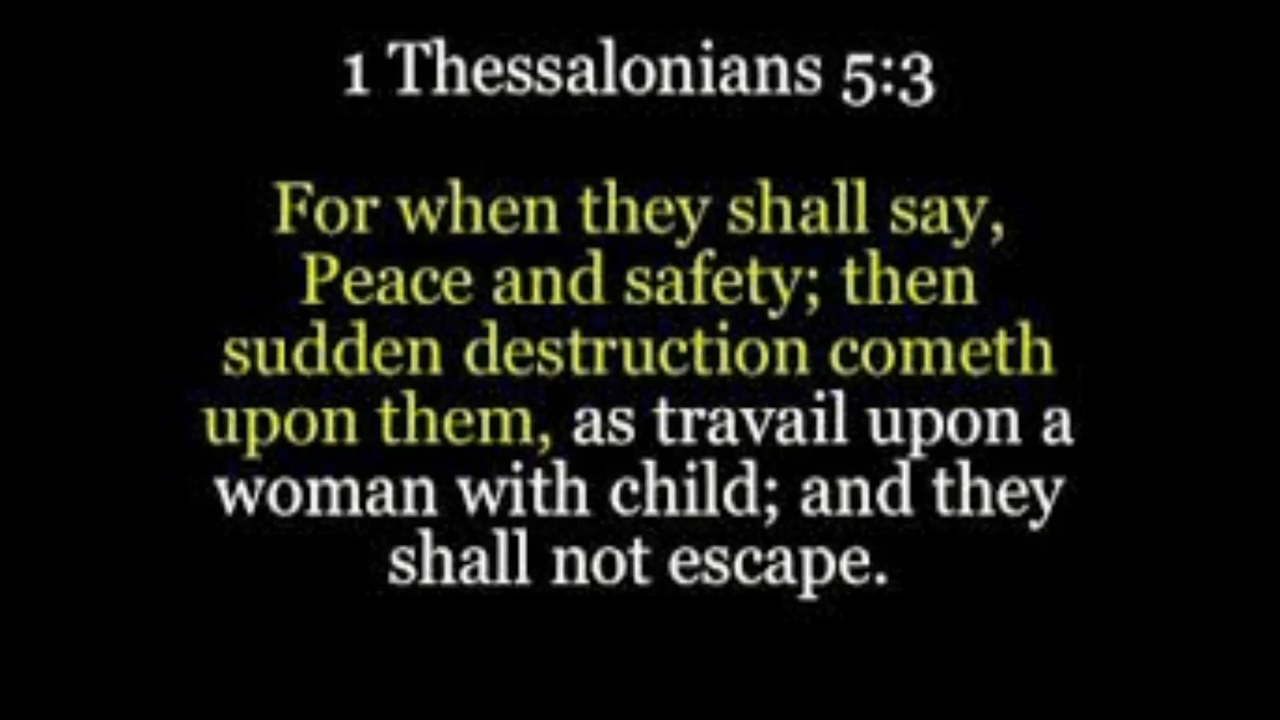 1 Thessalonians 5:3
For when they shall say,
Peace and safety; then
sudden destruction cometh
upon them, as travail upon a
woman with child; and they
shall not escape.